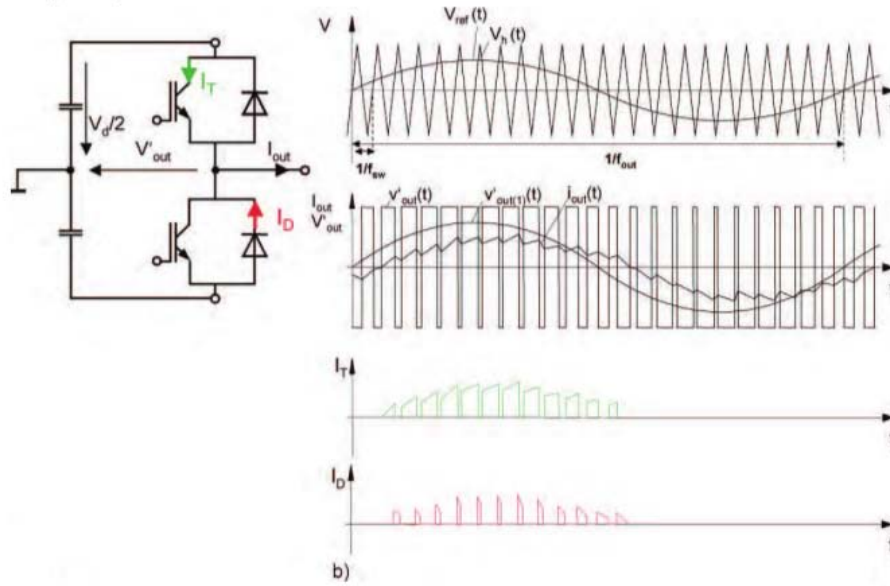 V
V_ref (t)
V_h (t)
I_T
V_d/2
V'_out
I_out
1/f_sw
1/f_out
I_D
I_out
V'_out
v'_out(t)
v'_out(1)(t)
i_out(t)
I_T
I_D
b)